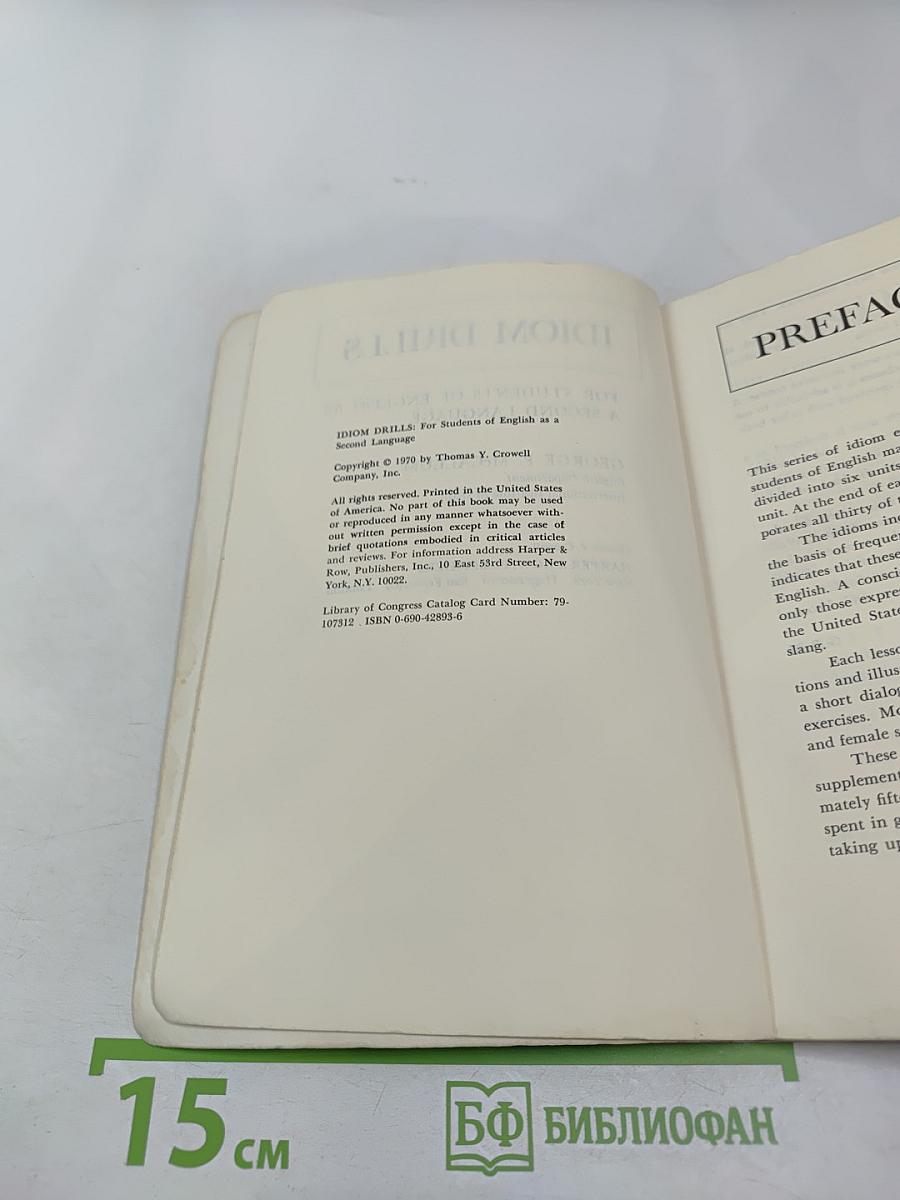 IDIOM DRILLS: For Students of English as a
Second Language
Copyright © 1970 by Thomas Y. Crowell
Company, Inc.
All rights reserved. Printed in the United States
of America. No part of this book may be used
or reproduced in any manner whatsoever with-
out written permission except in the case of
brief quotations embodied in critical articles
and reviews. For information address Harper &
Row, Publishers, Inc., 10 East 53rd Street, New
York, N.Y. 10022.
Library of Congress Catalog Card Number: 79-
107312 . ISBN 0-690-42893-6
PREFAC
This series of idiom e
students of English ma
divided into six units
unit. At the end of ea
porates all thirty of t
The idioms inc
the basis of frequen
indicates that these
English. A consci
only those expre
the United State
slang.
Each lesso
tions and illus
a short dialog
exercises. Mo
and female s
These
supplement
mately fift
spent in g
taking up
15 см
БФ БИБЛИОФАН